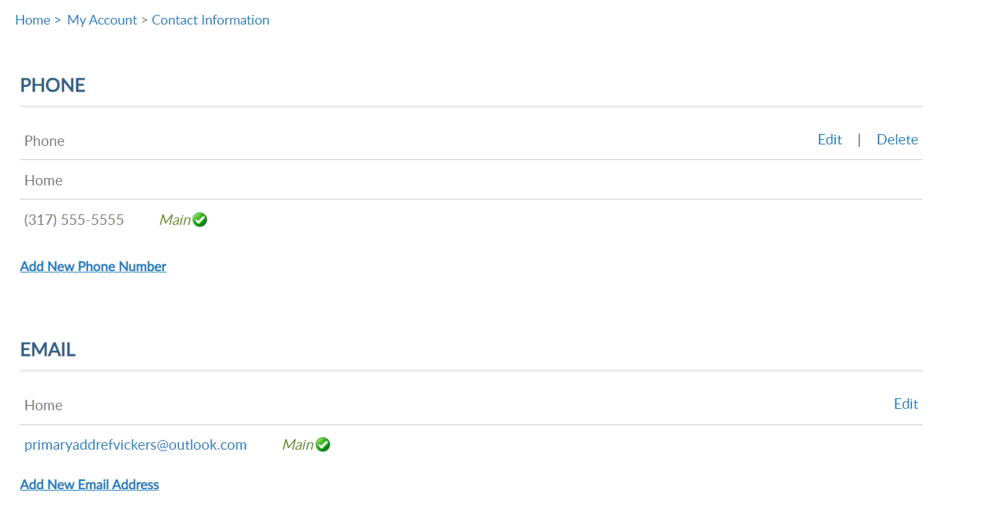 Home > My Account > Contact Information
PHONE
Phone Edit | Delete
Home
(317) 555-5555 Main
Add New Phone Number
EMAIL
Home Edit
primaryaddrefvickers@outlook.com Main
Add New Email Address